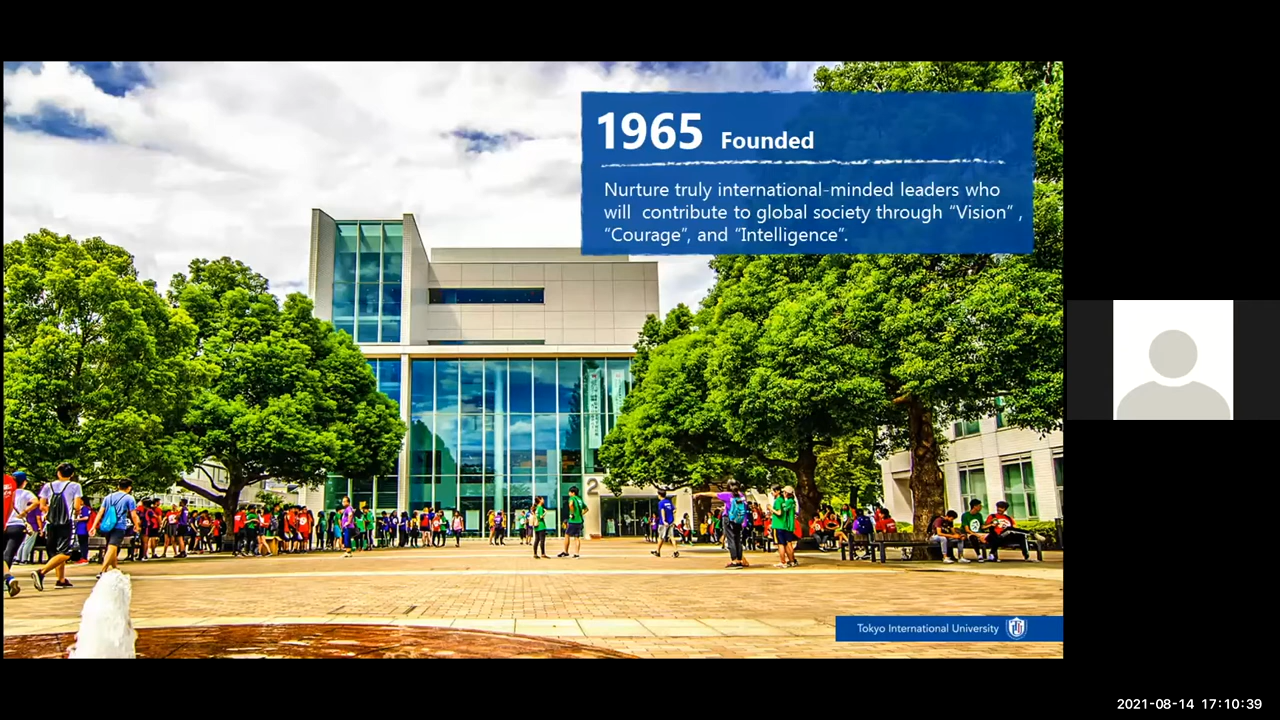 1965 Founded
Nurture truly international-minded leaders who
will contribute to global society through “Vision” ,
“Courage”, and “Intelligence”.
2
Tokyo International University
2021-08-14 17:10:39